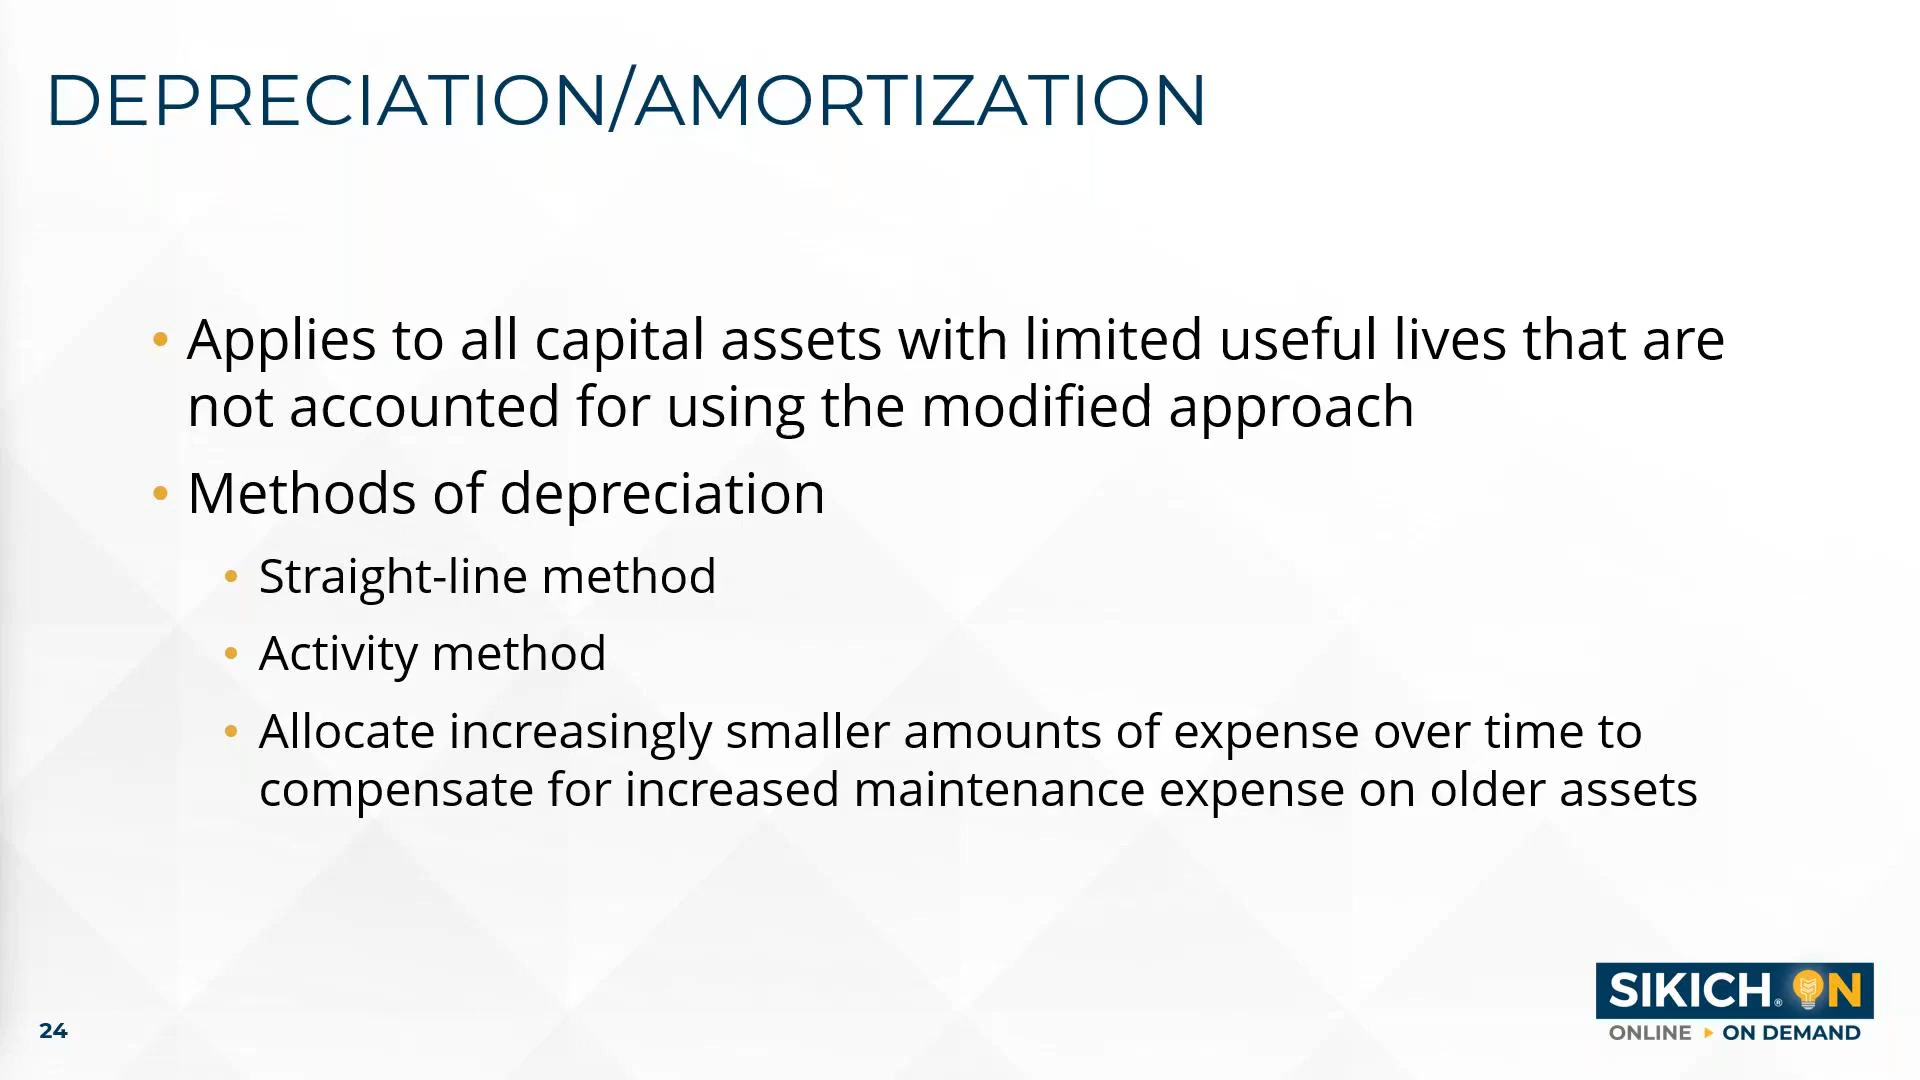 DEPRECIATION/AMORTIZATION
• Applies to all capital assets with limited useful lives that are
not accounted for using the modified approach
• Methods of depreciation
• Straight-line method
• Activity method
• Allocate increasingly smaller amounts of expense over time to
compensate for increased maintenance expense on older assets
SIKICH® ON
ONLINE ▸ ON DEMAND
24